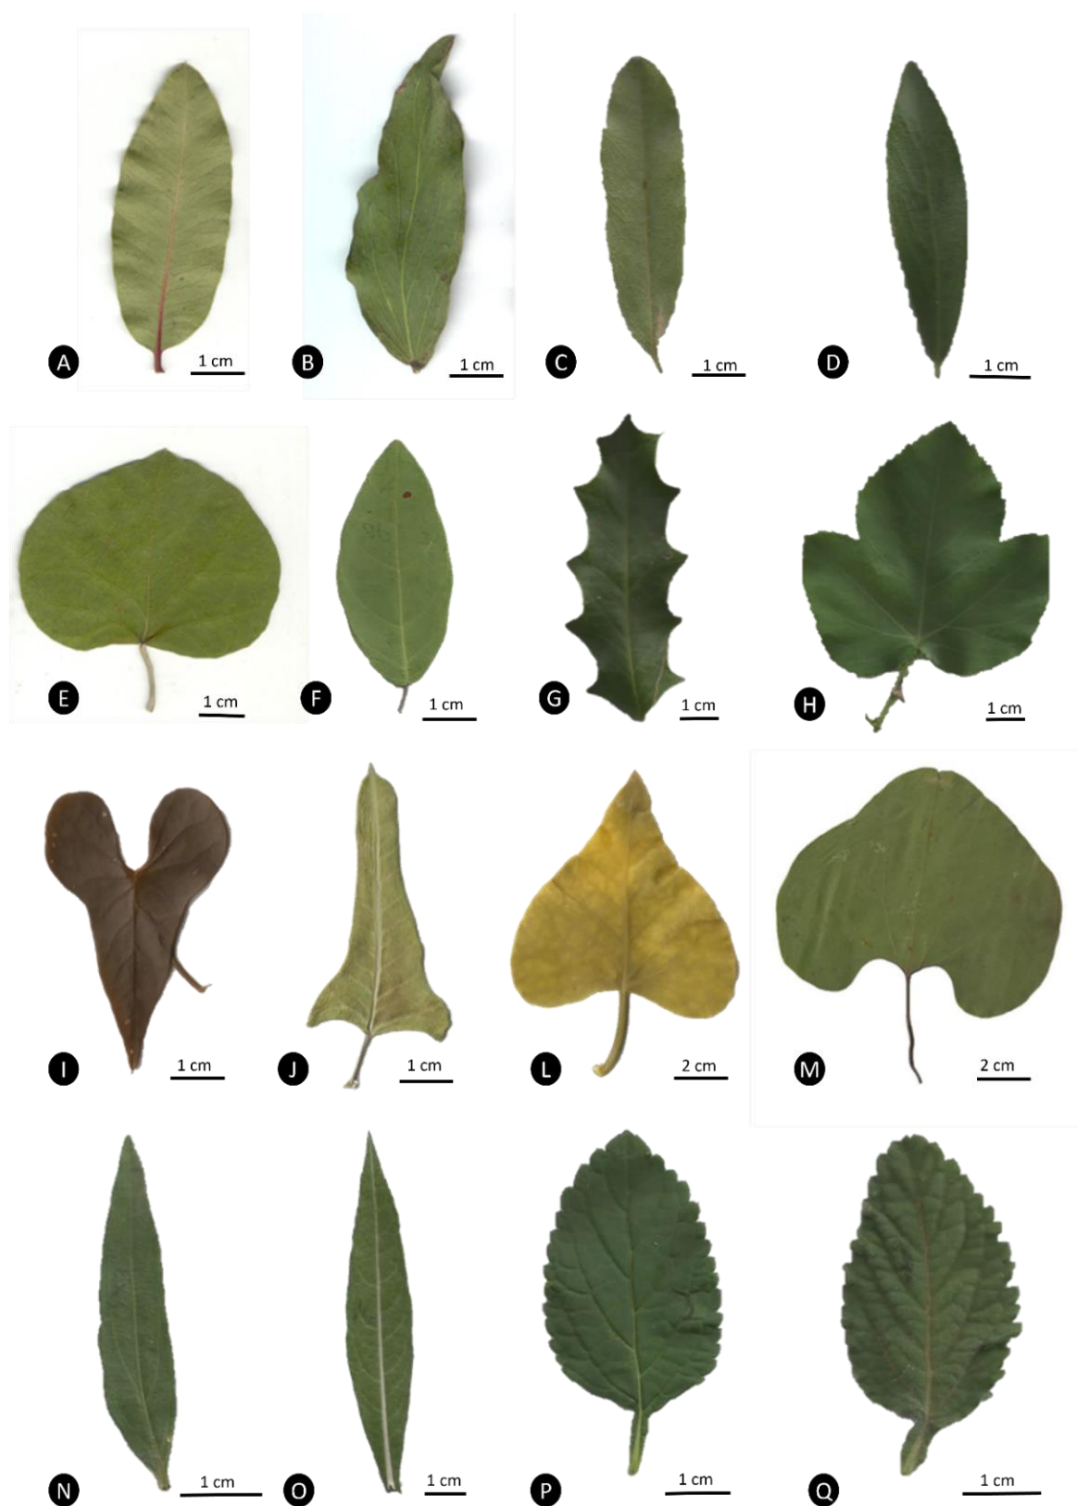 A 1 cm
B 1 cm
C 1 cm
D 1 cm
E 1 cm
F 1 cm
G 1 cm
H 1 cm
I 1 cm
J 1 cm
L 2 cm
M 2 cm
N 1 cm
O 1 cm
P 1 cm
Q 1 cm